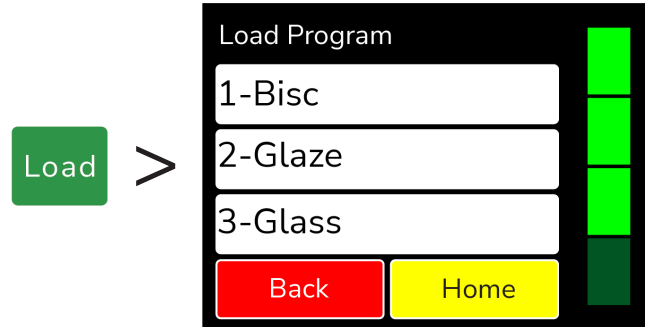 Load
>
Load Program
1-Bisc
2-Glaze
3-Glass
Back
Home